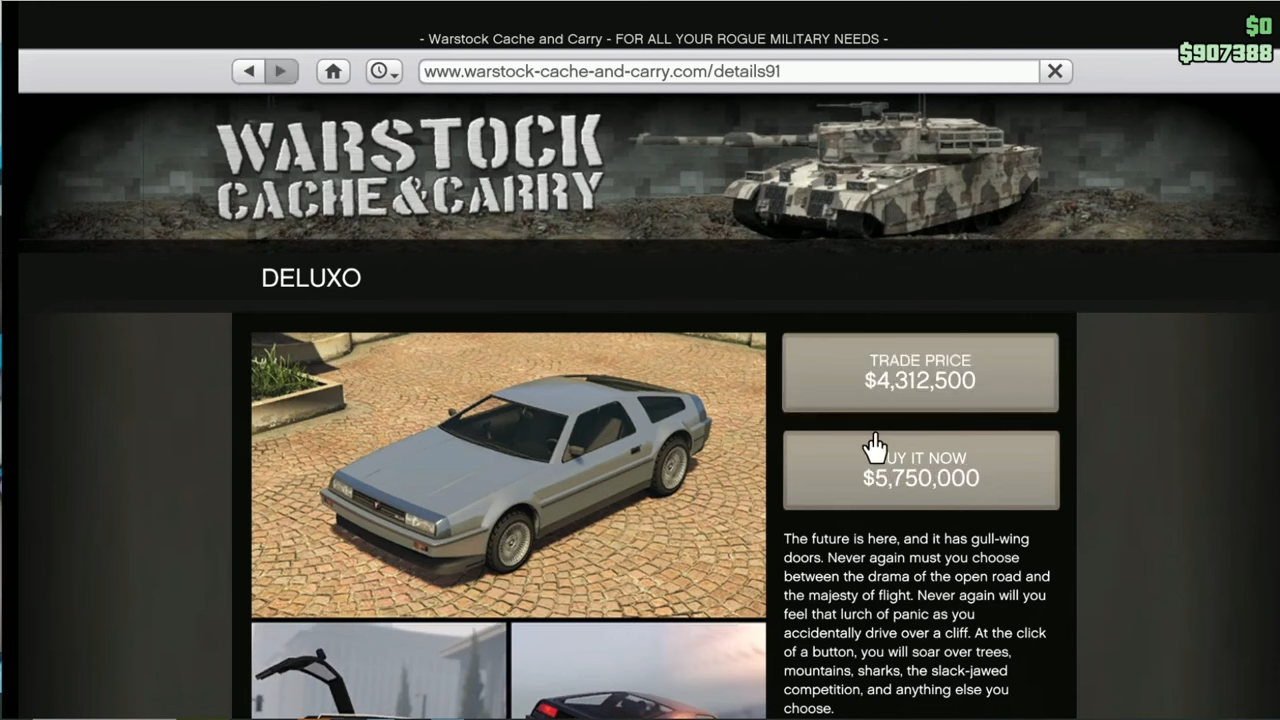 - Warstock Cache and Carry - FOR ALL YOUR ROGUE MILITARY NEEDS -
$0
$907388
www.warstock-cache-and-carry.com/details91
WARSTOCK
CACHE&CARRY
DELUXO
TRADE PRICE
$4,312,500
UY IT NOW
$5,750,000
The future is here, and it has gull-wing
doors. Never again must you choose
between the drama of the open road and
the majesty of flight. Never again will you
feel that lurch of panic as you
accidentally drive over a cliff. At the click
of a button, you will soar over trees,
mountains, sharks, the slack-jawed
competition, and anything else you
choose.